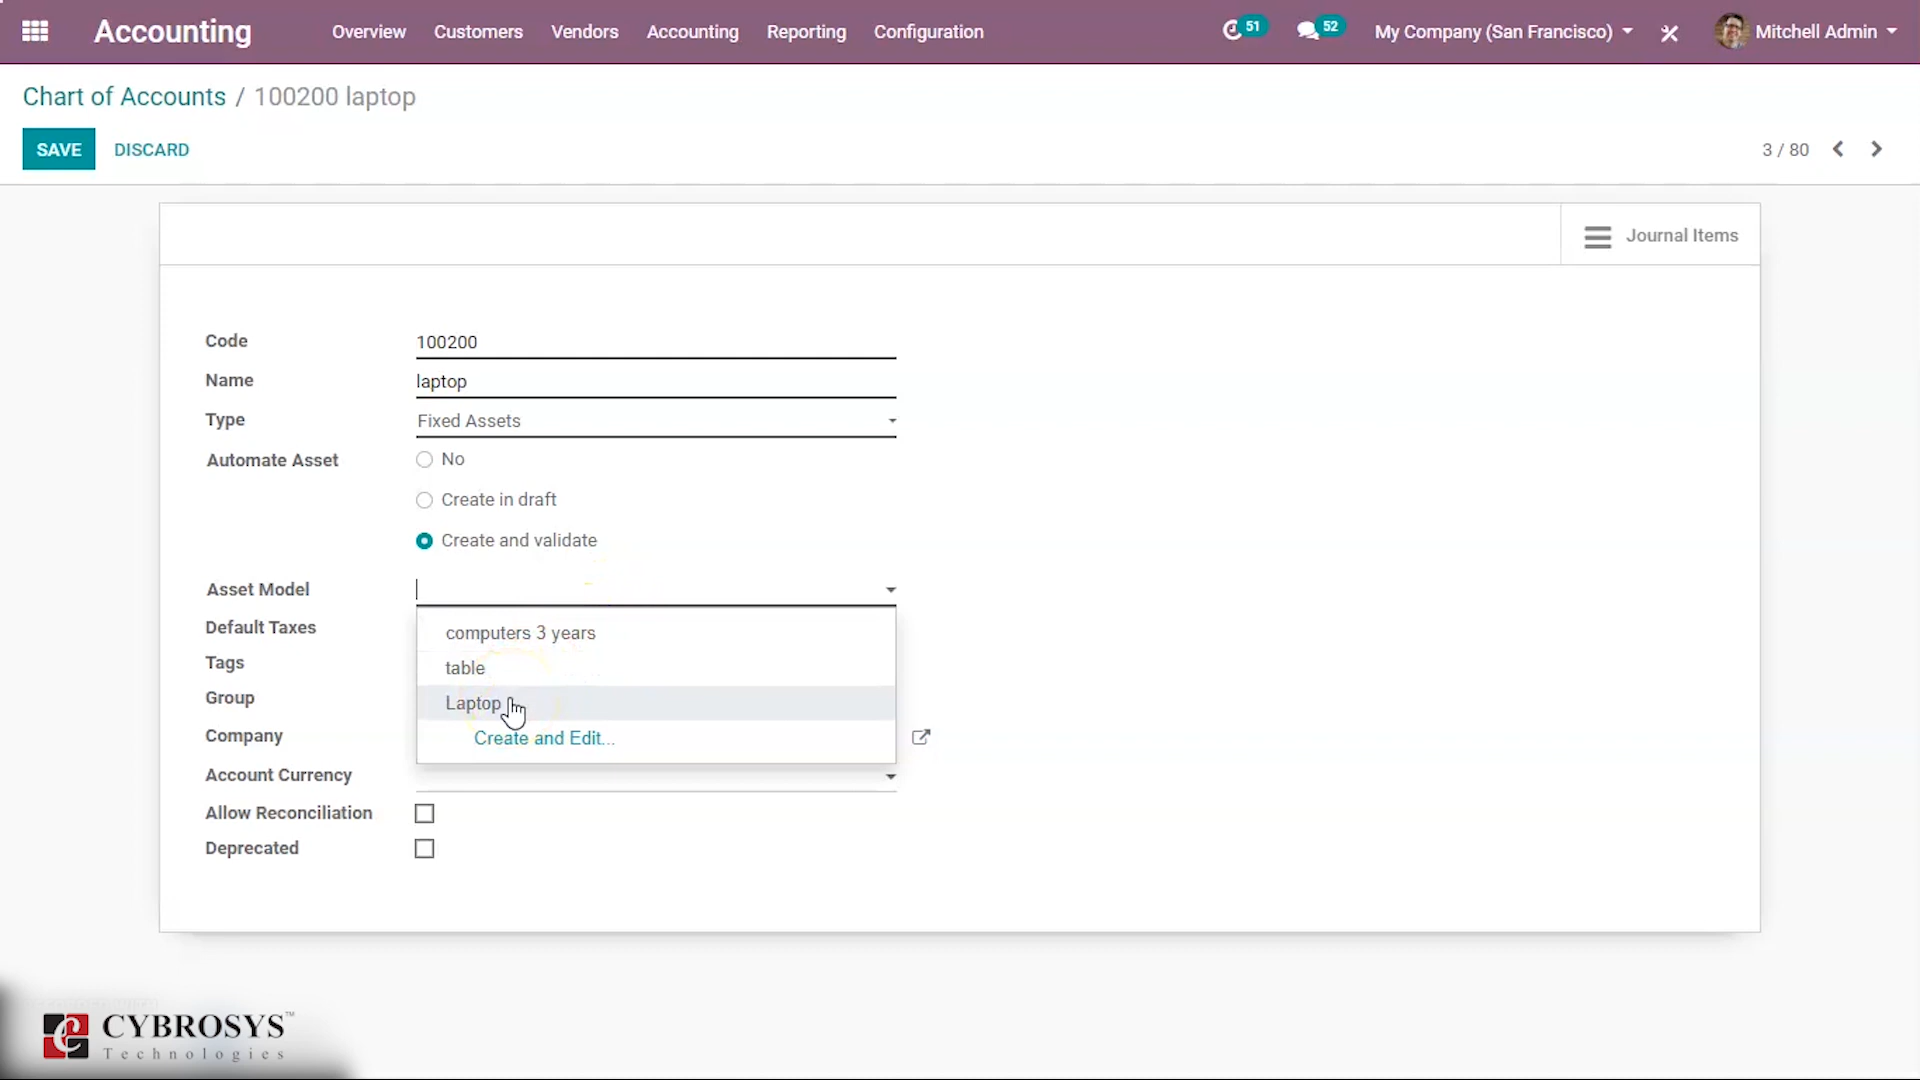 Accounting Overview Customers Vendors Accounting Reporting Configuration 51 52 My Company (San Francisco) Mitchell Admin
Chart of Accounts / 100200 laptop
SAVE DISCARD 3 / 80
Journal Items
Code 100200
Name laptop
Type Fixed Assets
Automate Asset No
Create in draft
Create and validate
Asset Model
computers 3 years
Default Taxes
Tags table
Group Laptop
Company Create and Edit...
Account Currency
Allow Reconciliation
Deprecated
CYBROSYS™
Technologies